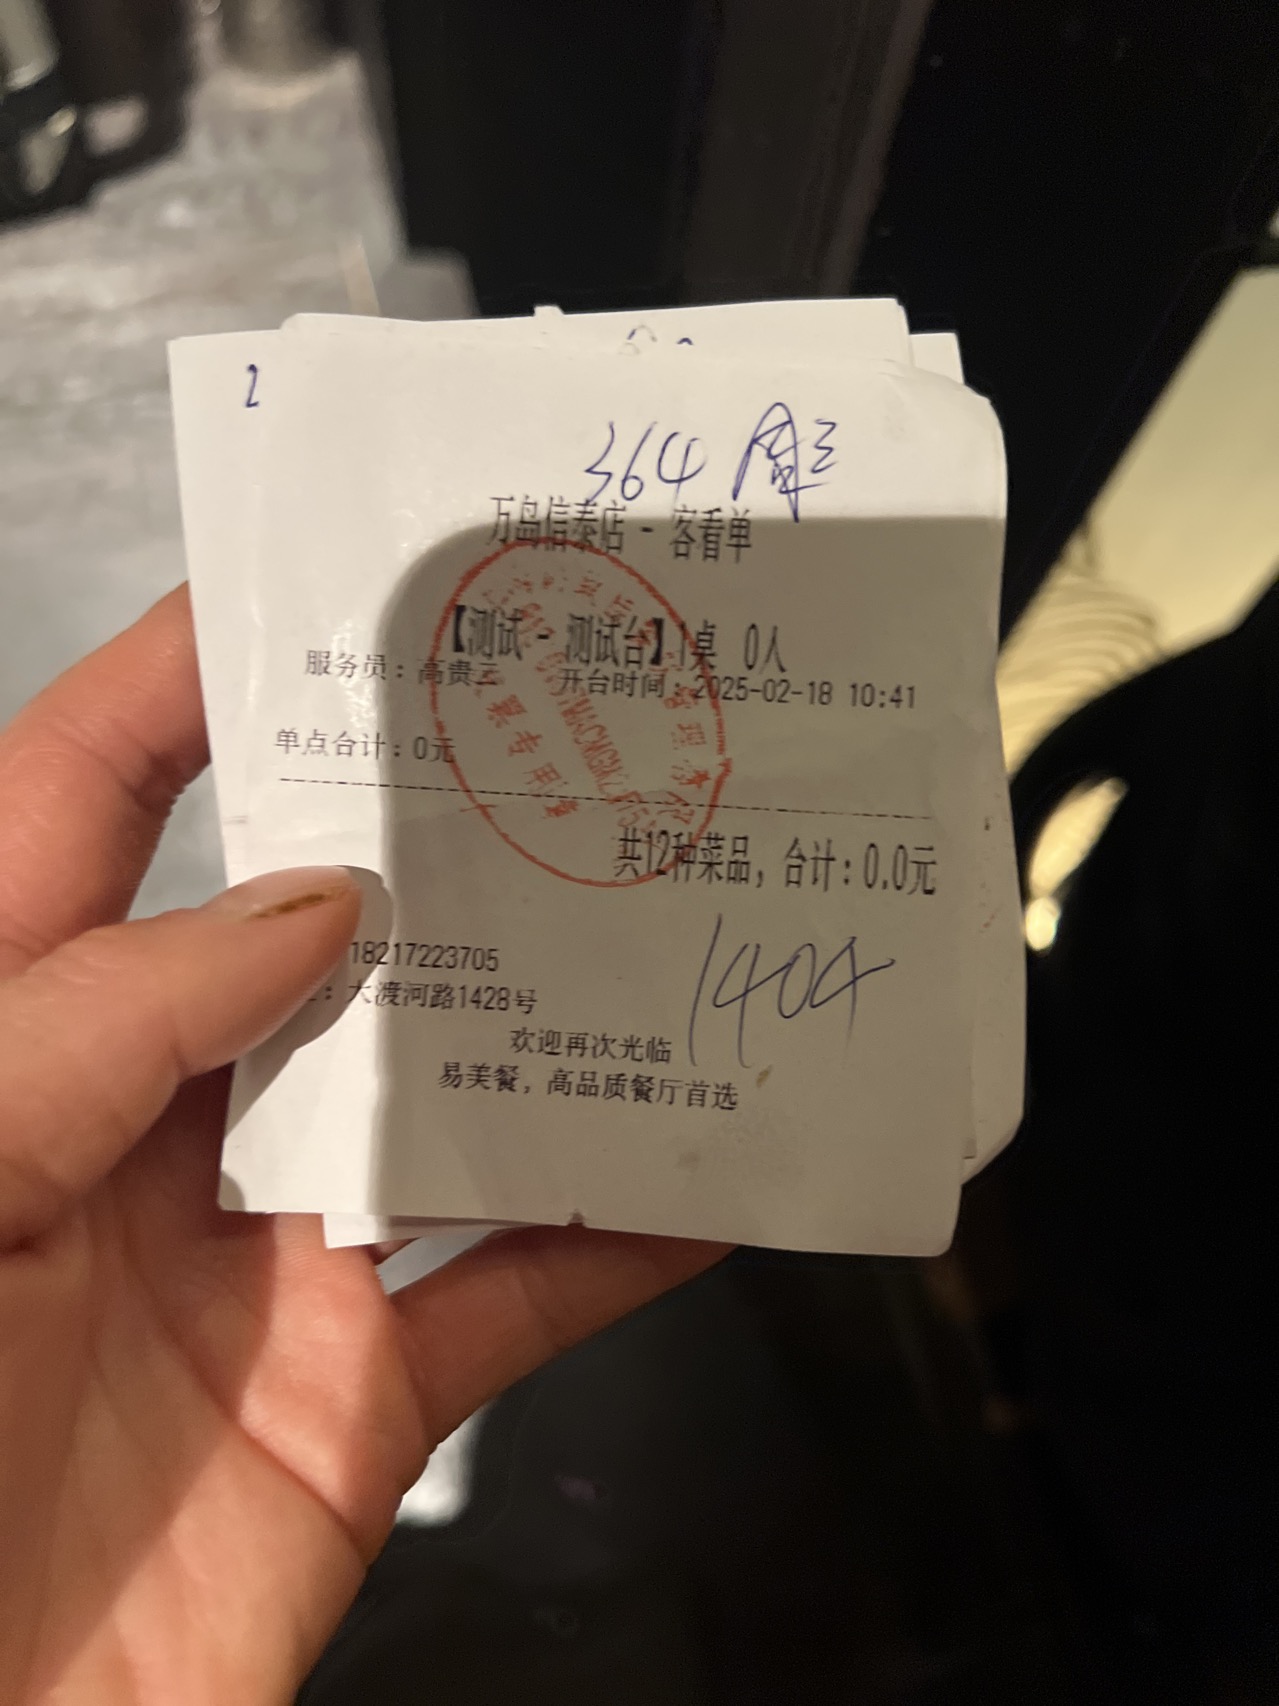 2
364
万岛信泰店 - 客看单
【测试 - 测试台】1桌 0人
服务员：高贵云 开台时间：2025-02-18 10:41
单点合计：0元
共12种菜品，合计：0.0元
18217223705
：大渡河路1428号
1404
欢迎再次光临
易美餐，高品质餐厅首选
专用章